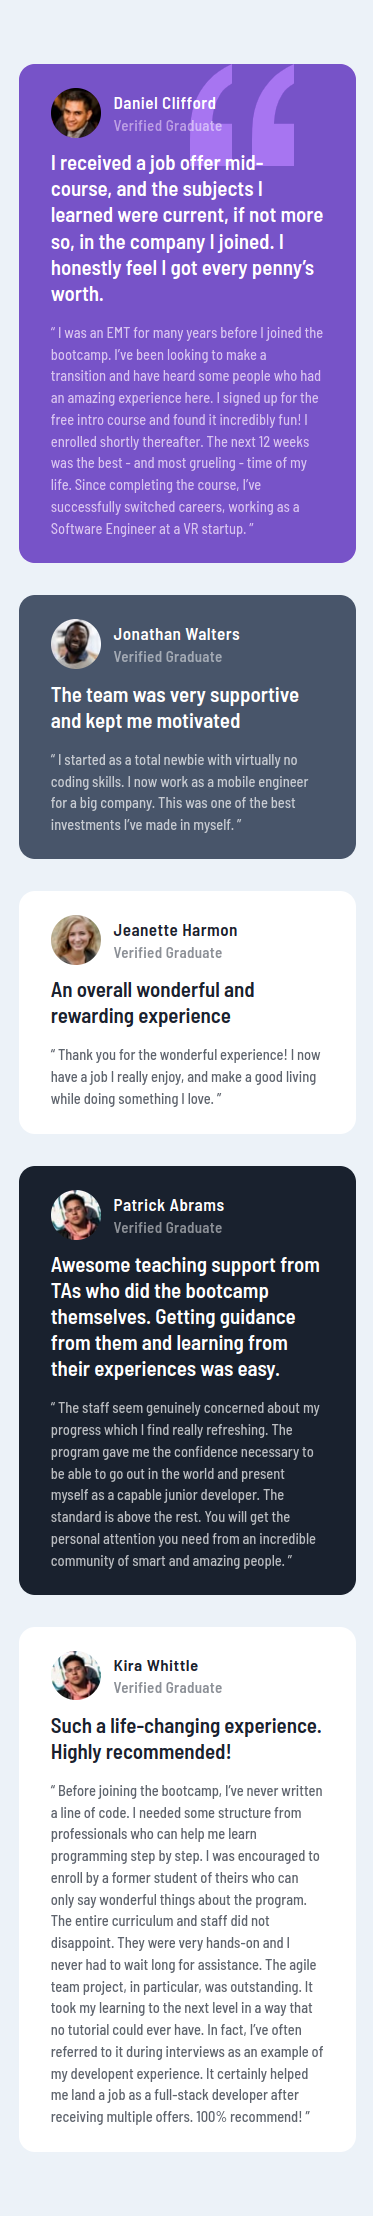 Daniel Clifford
Verified Graduate
I received a job offer mid-
course, and the subjects I
learned were current, if not more
so, in the company I joined. I
honestly feel I got every penny’s
worth.
“ I was an EMT for many years before I joined the
bootcamp. I’ve been looking to make a
transition and have heard some people who had
an amazing experience here. I signed up for the
free intro course and found it incredibly fun! I
enrolled shortly thereafter. The next 12 weeks
was the best - and most grueling - time of my
life. Since completing the course, I’ve
successfully switched careers, working as a
Software Engineer at a VR startup. ”
Jonathan Walters
Verified Graduate
The team was very supportive
and kept me motivated
“ I started as a total newbie with virtually no
coding skills. I now work as a mobile engineer
for a big company. This was one of the best
investments I’ve made in myself. ”
Jeanette Harmon
Verified Graduate
An overall wonderful and
rewarding experience
“ Thank you for the wonderful experience! I now
have a job I really enjoy, and make a good living
while doing something I love. ”
Patrick Abrams
Verified Graduate
Awesome teaching support from
TAs who did the bootcamp
themselves. Getting guidance
from them and learning from
their experiences was easy.
“ The staff seem genuinely concerned about my
progress which I find really refreshing. The
program gave me the confidence necessary to
be able to go out in the world and present
myself as a capable junior developer. The
standard is above the rest. You will get the
personal attention you need from an incredible
community of smart and amazing people. ”
Kira Whittle
Verified Graduate
Such a life-changing experience.
Highly recommended!
“ Before joining the bootcamp, I’ve never written
a line of code. I needed some structure from
professionals who can help me learn
programming step by step. I was encouraged to
enroll by a former student of theirs who can
only say wonderful things about the program.
The entire curriculum and staff did not
disappoint. They were very hands-on and I
never had to wait long for assistance. The agile
team project, in particular, was outstanding. It
took my learning to the next level in a way that
no tutorial could ever have. In fact, I’ve often
referred to it during interviews as an example of
my developent experience. It certainly helped
me land a job as a full-stack developer after
receiving multiple offers. 100% recommend! ”